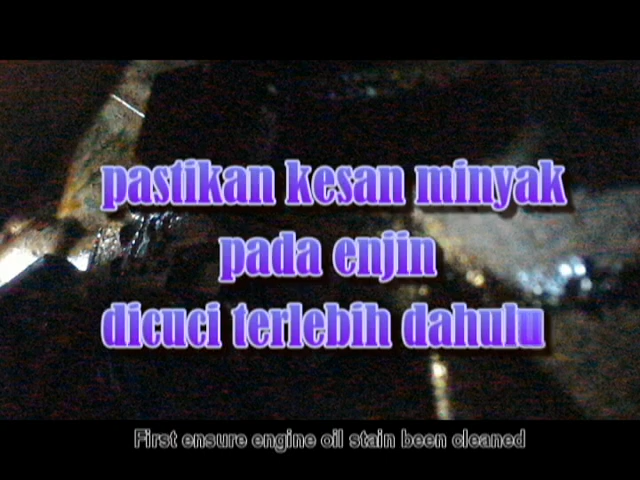 pastikan kesan minyak
pada enjin
dicuci terlebih dahulu
First ensure engine oil stain been cleaned